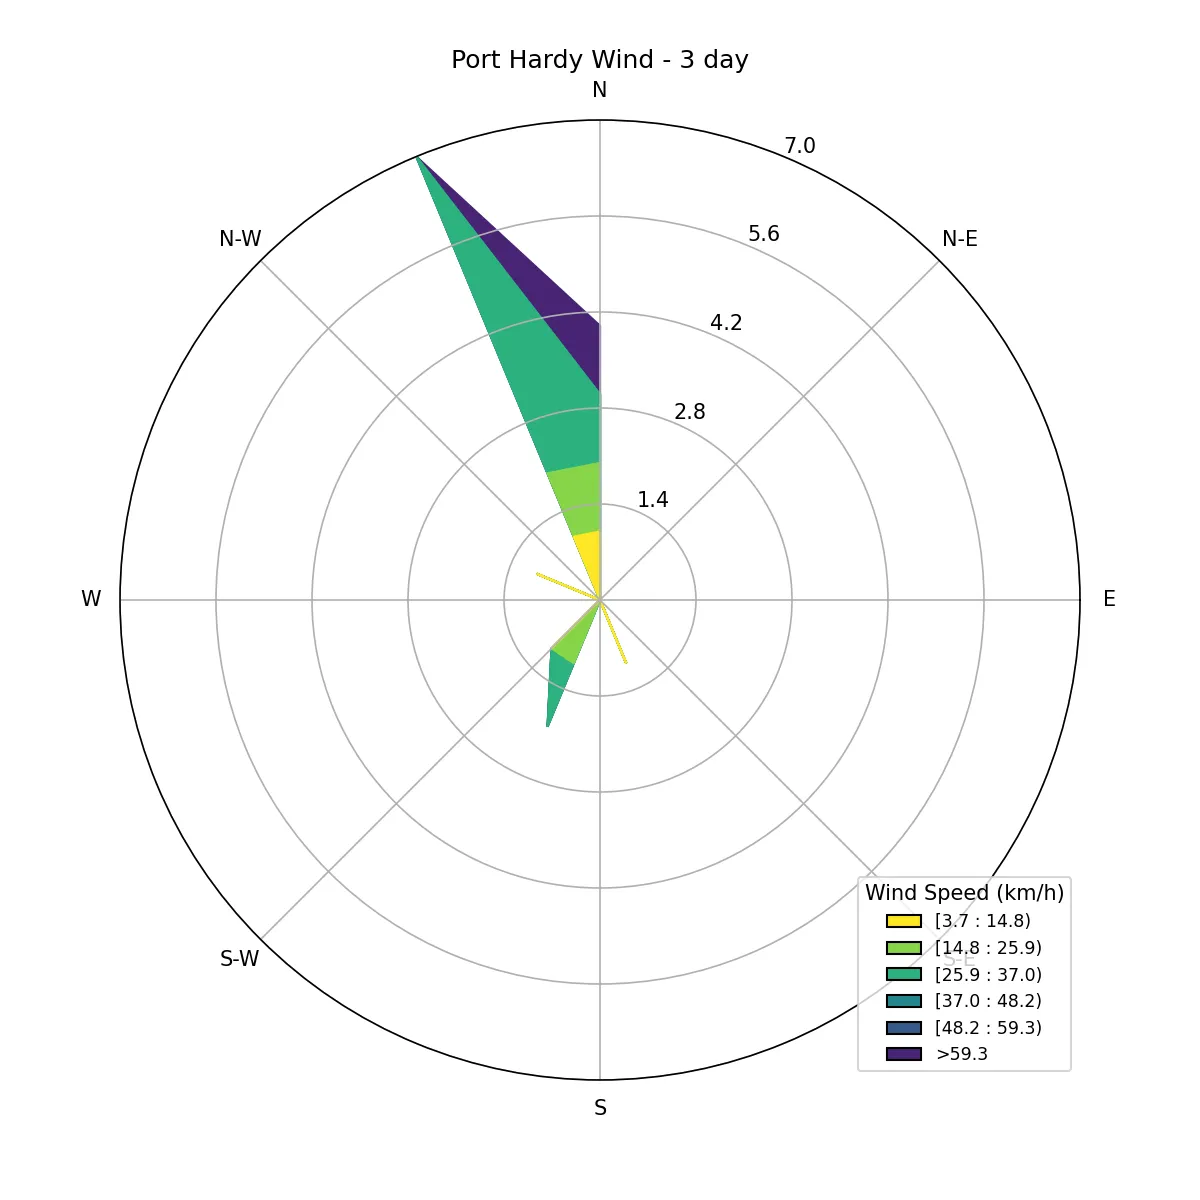 Port Hardy Wind - 3 day
N
7.0
N-W
N-E
5.6
4.2
2.8
1.4
W
E
Wind Speed (km/h)
[3.7 : 14.8)
[14.8 : 25.9)
S-W
S-E
[25.9 : 37.0)
[37.0 : 48.2)
[48.2 : 59.3)
>59.3
S